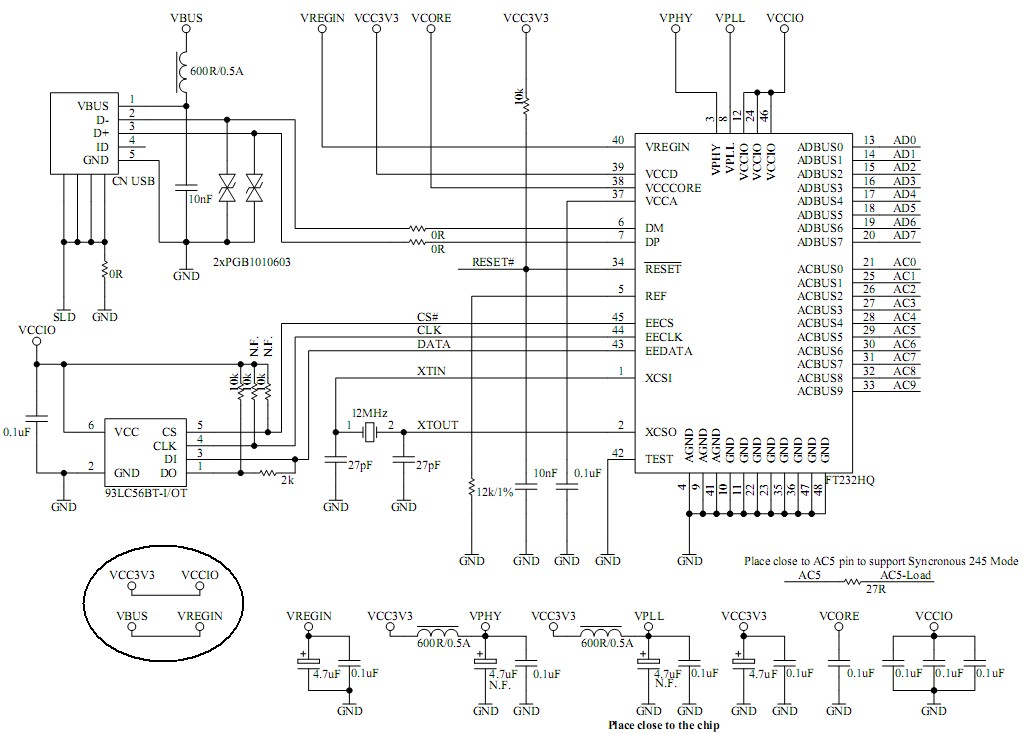 VBUS VREGIN VCC3V3 VCORE VCC3V3 VPHY VPLL VCCIO
600R/0.5A
10k
VBUS 1
D- 2
D+ 3
ID 4
GND 5
CN USB
10nF
2xPGB1010603
GND
0R
SLD GND
3 8 12 24 46
VPHY VPLL VCCIO VCCIO VCCIO
40 VREGIN
39 VCCD
38 VCCCORE
37 VCCA
6 DM
7 DP
0R
0R
RESET# 34 RESET
5 REF
CS# 45 EECS
CLK 44 EECLK
DATA 43 EEDATA
XTIN 1 XCSI
XTOUT 2 XCSO
42 TEST
ADBUS0 13 AD0
ADBUS1 14 AD1
ADBUS2 15 AD2
ADBUS3 16 AD3
ADBUS4 17 AD4
ADBUS5 18 AD5
ADBUS6 19 AD6
ADBUS7 20 AD7
ACBUS0 21 AC0
ACBUS1 25 AC1
ACBUS2 26 AC2
ACBUS3 27 AC3
ACBUS4 28 AC4
ACBUS5 29 AC5
ACBUS6 30 AC6
ACBUS7 31 AC7
ACBUS8 32 AC8
ACBUS9 33 AC9
AGND AGND AGND GND GND GND GND GND GND GND GND
4 9 41 10 11 22 23 35 36 47 48
FT232HQ
GND
VCCIO
0.1uF
N.F. N.F.
10k 10k 10k
6 VCC CS 5
CLK 4
DI 3
2 GND DO 1
93LC56BT-I/OT
GND
2k
12MHz
1 2
27pF 27pF
GND GND
12k/1%
10nF 0.1uF
GND GND GND GND
Place close to AC5 pin to support Syncronous 245 Mode
AC5 AC5-Load
27R
VCC3V3 VCCIO
VBUS VREGIN
VREGIN
+
4.7uF 0.1uF
GND
VCC3V3 VPHY
600R/0.5A
+
4.7uF 0.1uF
N.F.
GND GND
VCC3V3 VPLL
600R/0.5A
+
4.7uF 0.1uF
N.F.
GND GND
VCC3V3
+
4.7uF 0.1uF
GND GND
VCORE
0.1uF
GND
VCCIO
0.1uF 0.1uF 0.1uF
GND
Place close to the chip